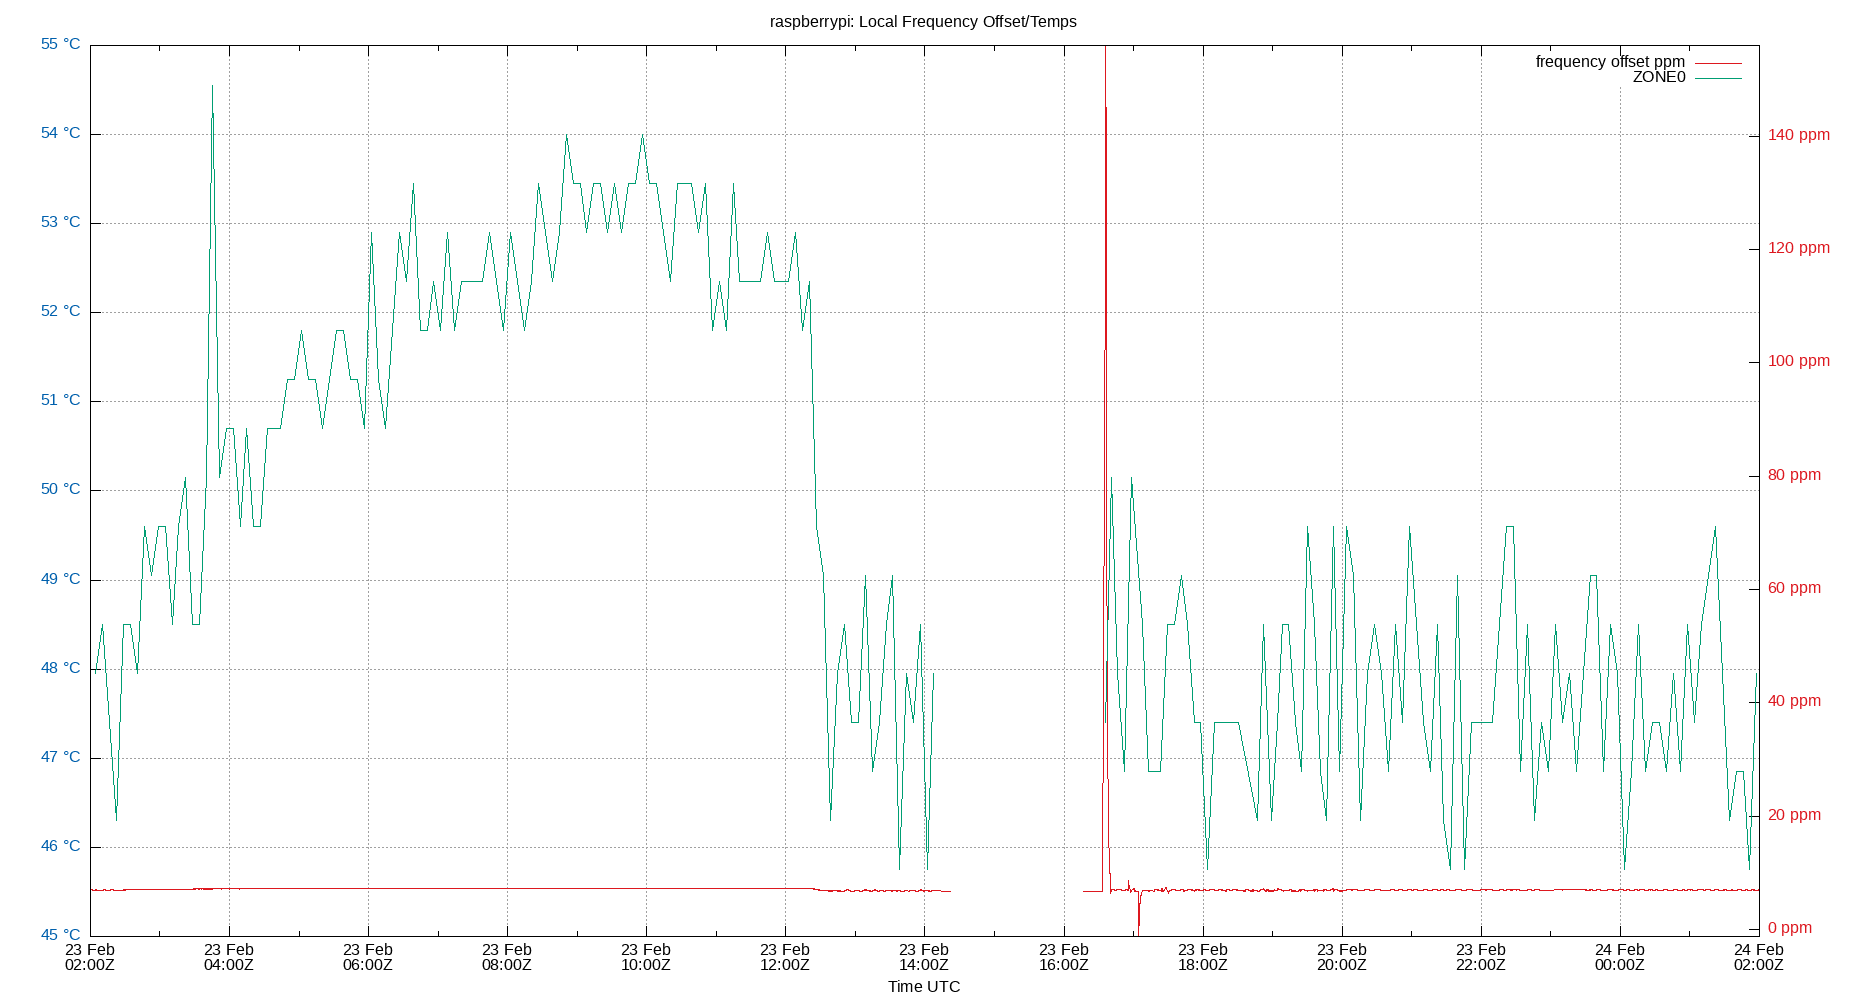 raspberrypi: Local Frequency Offset/Temps
55 °C
54 °C
53 °C
52 °C
51 °C
50 °C
49 °C
48 °C
47 °C
46 °C
45 °C
frequency offset ppm
ZONE0
140 ppm
120 ppm
100 ppm
80 ppm
60 ppm
40 ppm
20 ppm
0 ppm
23 Feb 23 Feb 23 Feb 23 Feb 23 Feb 23 Feb 23 Feb 23 Feb 23 Feb 23 Feb 23 Feb 24 Feb 24 Feb
02:00Z 04:00Z 06:00Z 08:00Z 10:00Z 12:00Z 14:00Z 16:00Z 18:00Z 20:00Z 22:00Z 00:00Z 02:00Z
Time UTC